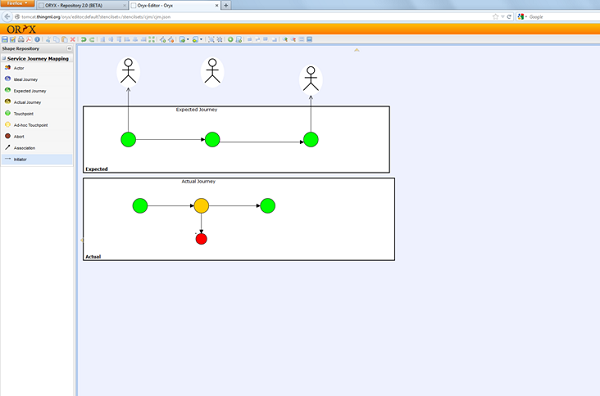 Firefox
ORYX - Repository 2.0 (BETA)
Oryx-Editor - Oryx
Google
ORYX
Shape Repository
Service Journey Mapping
Actor
Ideal Journey
Expected Journey
Actual Journey
Touchpoint
Ad-hoc Touchpoint
Abort
Association
Initiator
Expected Journey
Expected
Actual Journey
Actual